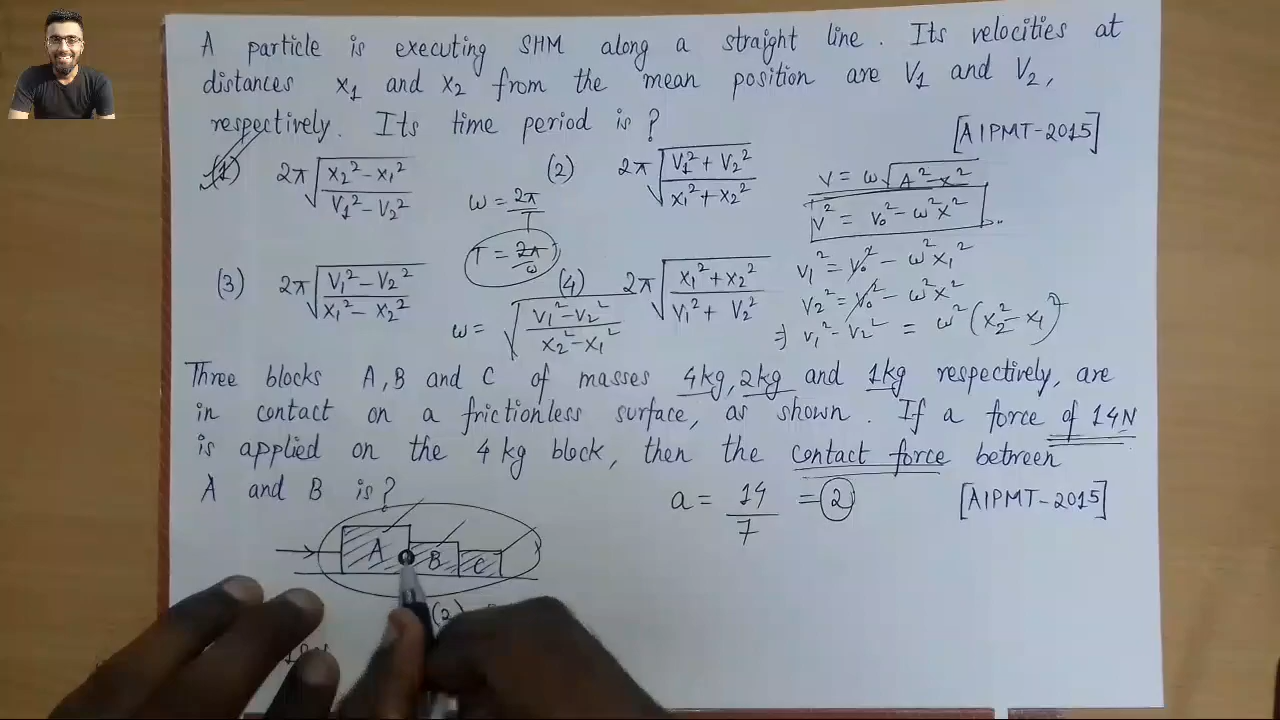 A particle is executing SHM along a straight line. Its velocities at
distances x₁ and x₂ from the mean position are V₁ and V₂,
respectively. Its time period is ?
[AIPMT-2015]
(1) 2π√((x₂² - x₁²)/(V₁² - V₂²))
(2) 2π√((V₁² + V₂²)/(x₁² + x₂²))
ω = 2π/T
T = 2π/ω
V = ω√(A² - x²)
V² = V₀² - ω²x²
(3) 2π√((V₁² - V₂²)/(x₁² - x₂²))
(4) 2π√((x₁² + x₂²)/(V₁² + V₂²))
V₁² = V₀² - ω²x₁²
V₂² = V₀² - ω²x²
⇒ V₁² - V₂² = ω²(x₂² - x₁²)
ω = √((V₁² - V₂²)/(x₂² - x₁²))
Three blocks A, B and C of masses 4kg, 2kg and 1kg respectively, are
in contact on a frictionless surface, as shown. If a force of 14N
is applied on the 4 kg block, then the contact force between
A and B is?
a = 14/7 = 2
[AIPMT-2015]
A B C
(2)